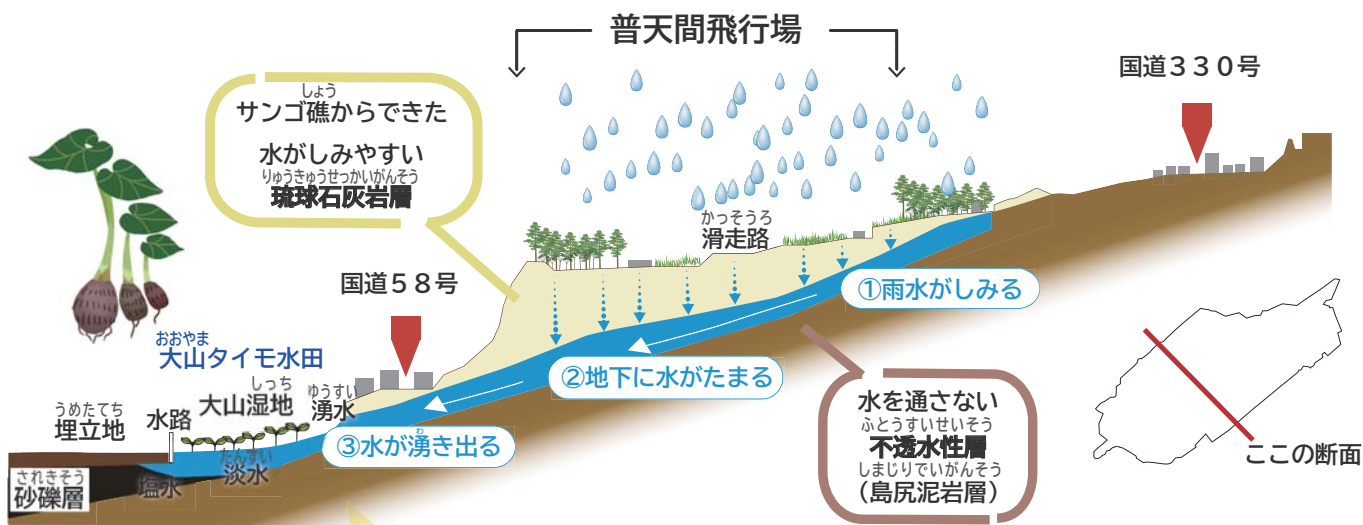 普天間飛行場
国道３３０号
しょう
サンゴ礁からできた
水がしみやすい
りゅうきゅうせっかいがんそう
琉球石灰岩層
かっそうろ
滑走路
国道５８号
①雨水がしみる
おおやま
大山タイモ水田
②地下に水がたまる
しっち
大山湿地
ゆうすい
湧水
うめたてち
埋立地
水路
わ
③水が湧き出る
水を通さない
ふとうすいせいそう
不透水性層
しまじりでいがんそう
（島尻泥岩層）
ここの断面
されきそう
砂礫層
塩水
たんすい
淡水